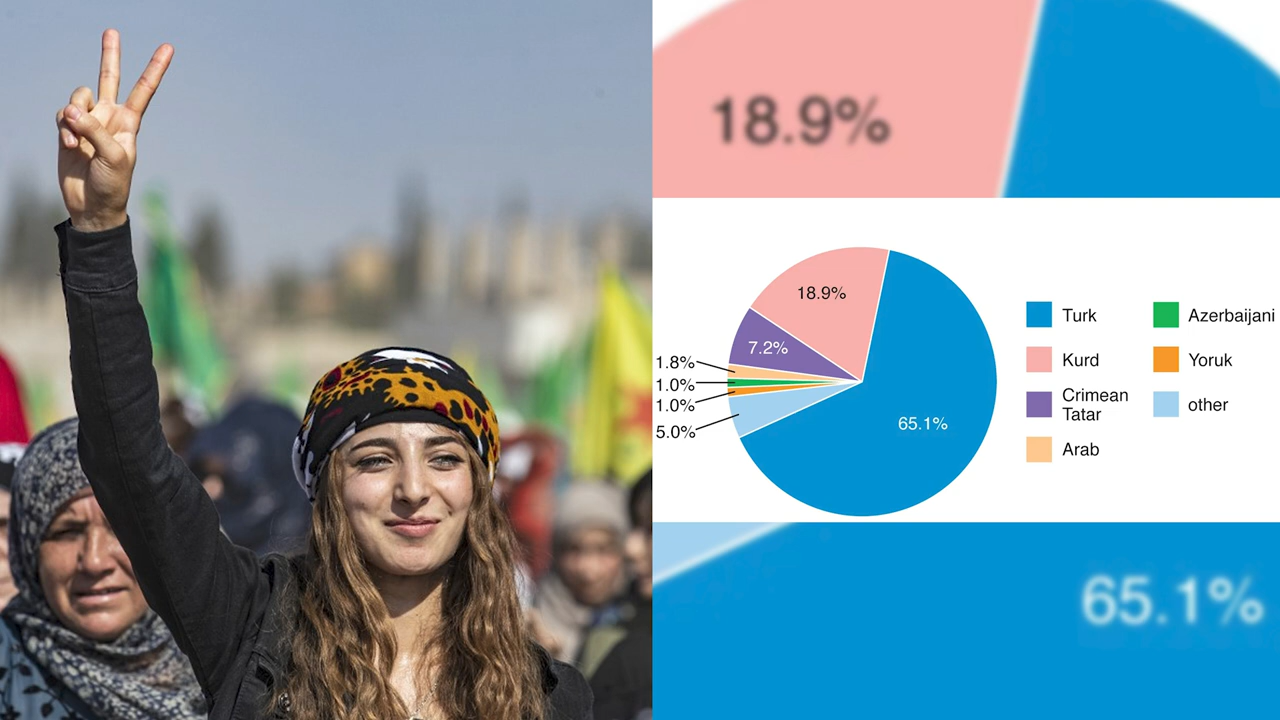 18.9%
18.9%
7.2%
1.8%
1.0%
1.0%
5.0%
65.1%
Turk
Kurd
Crimean
Tatar
Arab
Azerbaijani
Yoruk
other
65.1%